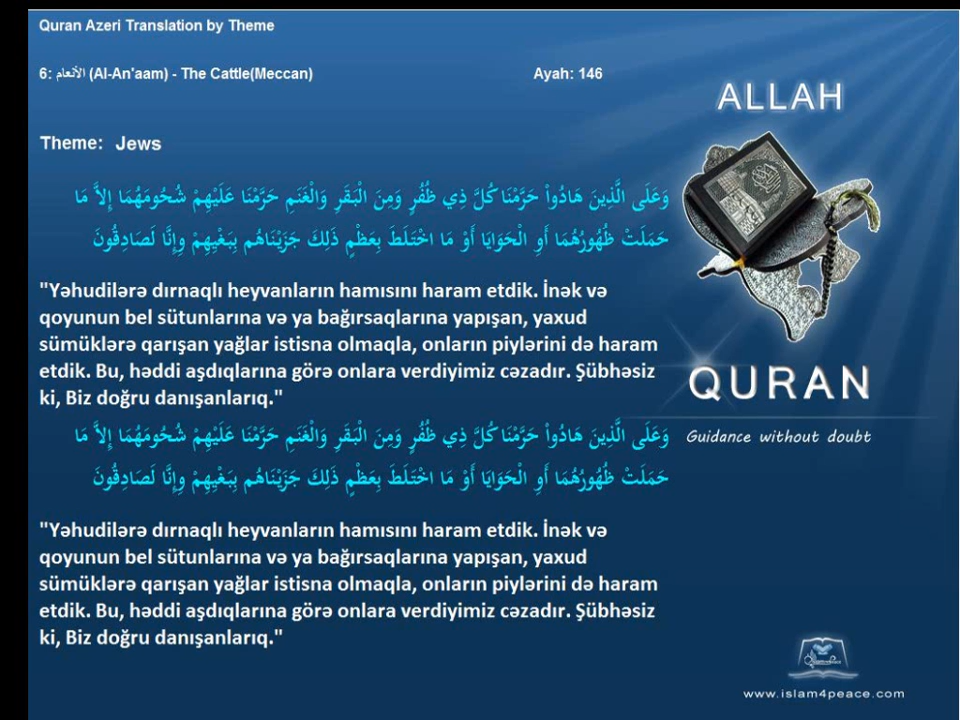 Quran Azeri Translation by Theme
6: الأنعام (Al-An'aam) - The Cattle(Meccan) Ayah: 146
Theme: Jews
وَعَلَى الَّذِينَ هَادُواْ حَرَّمْنَا كُلَّ ذِي ظُفُرٍ وَمِنَ الْبَقَرِ وَالْغَنَمِ حَرَّمْنَا عَلَيْهِمْ شُحُومَهُمَا إِلاَّ مَا
حَمَلَتْ ظُهُورُهُمَا أَوِ الْحَوَايَا أَوْ مَا اخْتَلَطَ بِعَظْمٍ ذَلِكَ جَزَيْنَاهُم بِبَغْيِهِمْ وِإِنَّا لَصَادِقُونَ
"Yəhudilərə dırnaqlı heyvanların hamısını haram etdik. İnək və
qoyunun bel sütunlarına və ya bağırsaqlarına yapışan, yaxud
sümüklərə qarışan yağlar istisna olmaqla, onların piylərini də haram
etdik. Bu, həddi aşdıqlarına görə onlara verdiyimiz cəzadır. Şübhəsiz
ki, Biz doğru danışanlarıq."
وَعَلَى الَّذِينَ هَادُواْ حَرَّمْنَا كُلَّ ذِي ظُفُرٍ وَمِنَ الْبَقَرِ وَالْغَنَمِ حَرَّمْنَا عَلَيْهِمْ شُحُومَهُمَا إِلاَّ مَا
حَمَلَتْ ظُهُورُهُمَا أَوِ الْحَوَايَا أَوْ مَا اخْتَلَطَ بِعَظْمٍ ذَلِكَ جَزَيْنَاهُم بِبَغْيِهِمْ وِإِنَّا لَصَادِقُونَ
"Yəhudilərə dırnaqlı heyvanların hamısını haram etdik. İnək və
qoyunun bel sütunlarına və ya bağırsaqlarına yapışan, yaxud
sümüklərə qarışan yağlar istisna olmaqla, onların piylərini də haram
etdik. Bu, həddi aşdıqlarına görə onlara verdiyimiz cəzadır. Şübhəsiz
ki, Biz doğru danışanlarıq."
ALLAH
QURAN
Guidance without doubt
www.islam4peace.com